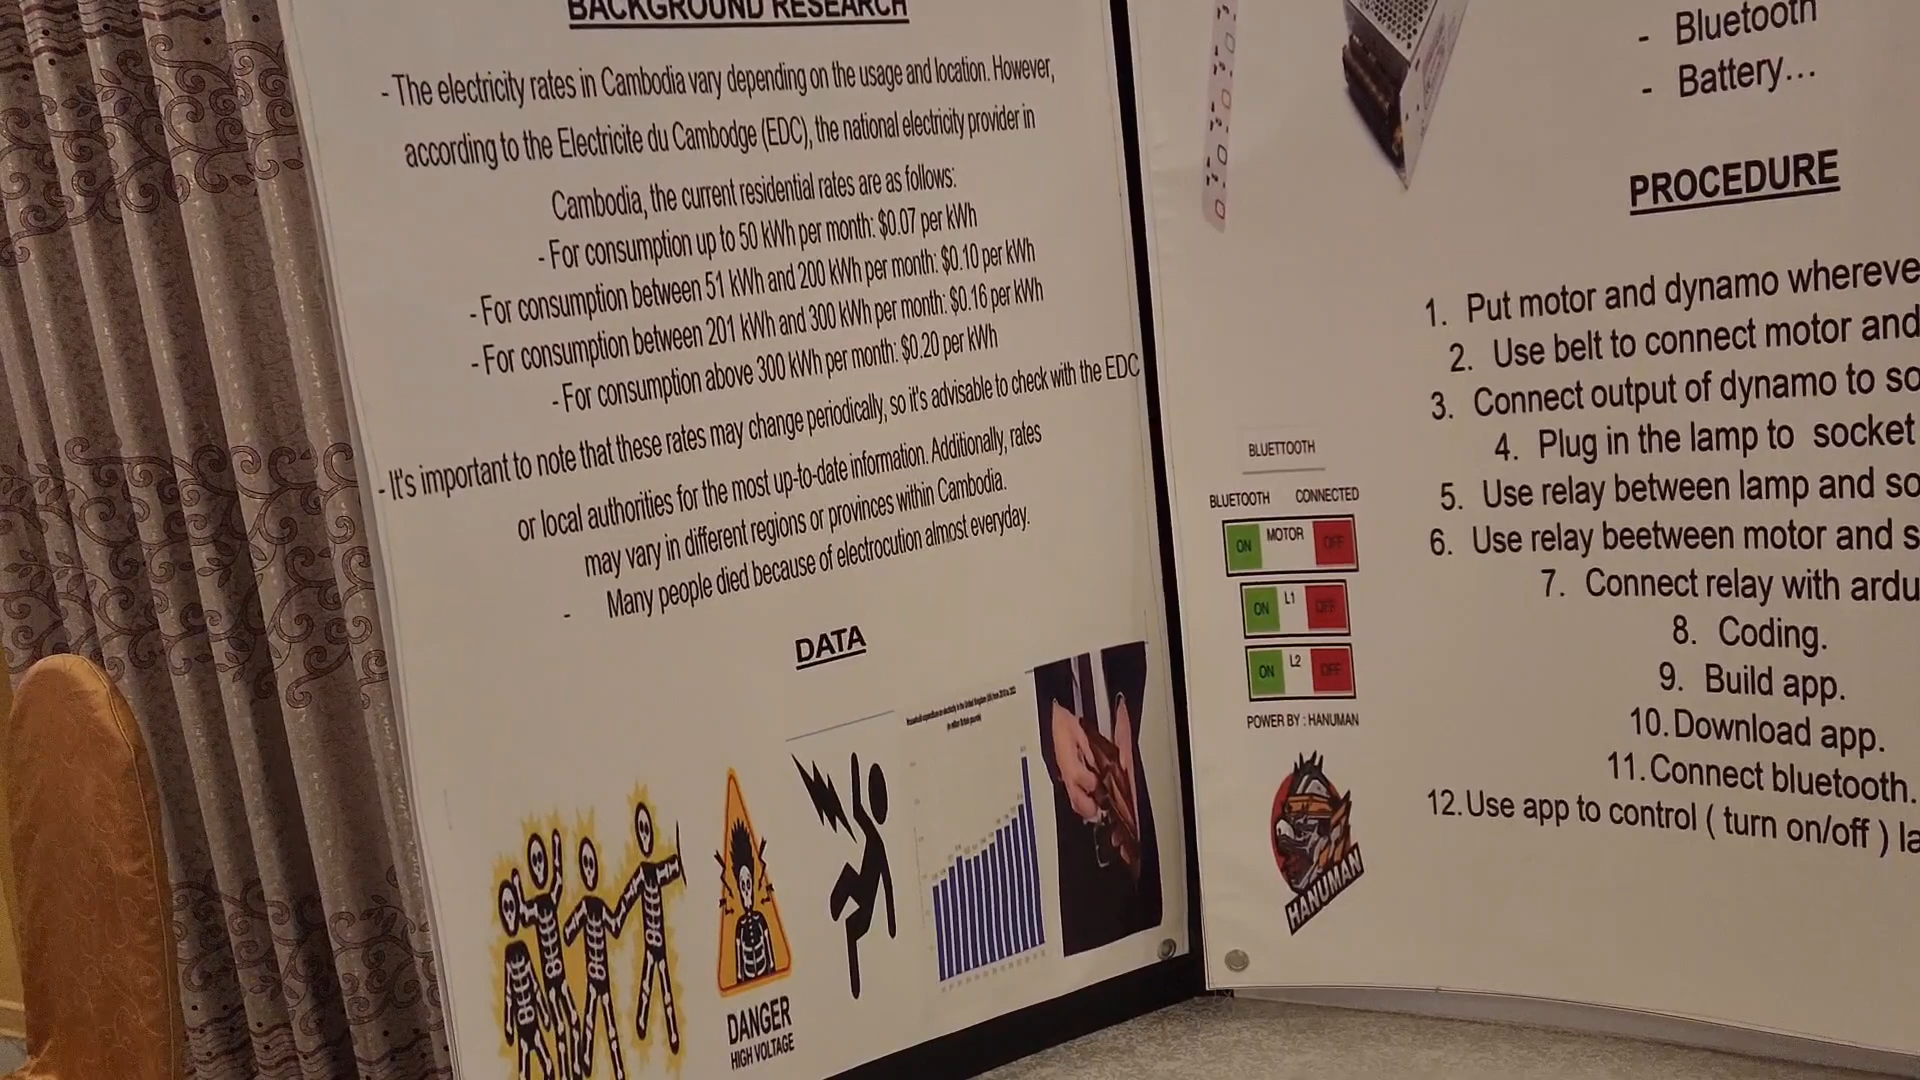 BACKGROUND RESEARCH
- The electricity rates in Cambodia vary depending on the usage and location. However,
according to the Electricite du Cambodge (EDC), the national electricity provider in
Cambodia, the current residential rates are as follows:
- For consumption up to 50 kWh per month: $0.07 per kWh
- For consumption between 51 kWh and 200 kWh per month: $0.10 per kWh
- For consumption between 201 kWh and 300 kWh per month: $0.16 per kWh
- For consumption above 300 kWh per month: $0.20 per kWh
- It's important to note that these rates may change periodically, so it's advisable to check with the EDC
or local authorities for the most up-to-date information. Additionally, rates
may vary in different regions or provinces within Cambodia.
- Many people died because of electrocution almost everyday.
DATA
DANGER
HIGH VOLTAGE
- Bluetooth
- Battery...
PROCEDURE
1. Put motor and dynamo whereve
2. Use belt to connect motor and
3. Connect output of dynamo to so
4. Plug in the lamp to socket
5. Use relay between lamp and so
6. Use relay beetween motor and s
7. Connect relay with ardu
8. Coding.
9. Build app.
10. Download app.
11. Connect bluetooth.
12. Use app to control ( turn on/off ) la
BLUETTOOTH
BLUETOOTH CONNECTED
ON MOTOR OFF
ON L1 OFF
ON L2 OFF
POWER BY : HANUMAN
HANUMAN